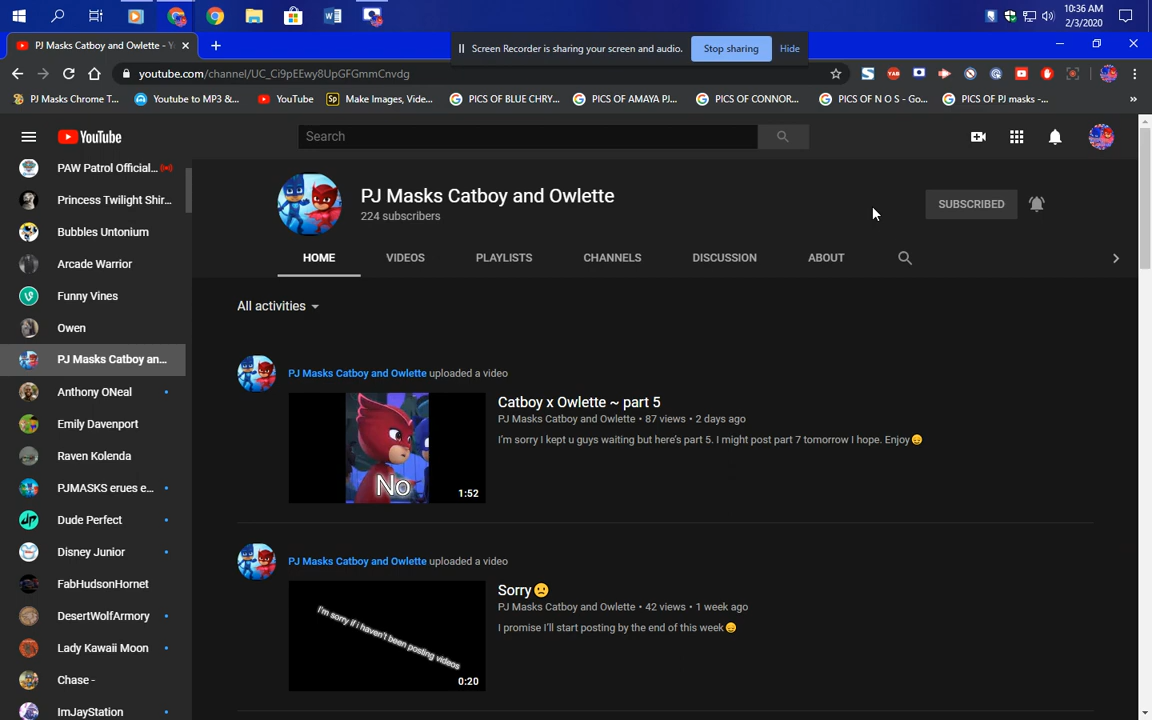 10:36 AM
2/3/2020
PJ Masks Catboy and Owlette - Y
Screen Recorder is sharing your screen and audio.
Stop sharing
Hide
youtube.com/channel/UC_Ci9pEEwy8UpGFGmmCnvdg
PJ Masks Chrome T...
Youtube to MP3 &...
YouTube
Make Images, Vide...
PICS OF BLUE CHRY...
PICS OF AMAYA PJ...
PICS OF CONNOR...
PICS OF N O S - Go...
PICS OF PJ masks -...
YouTube
Search
PAW Patrol Official...
Princess Twilight Shir...
Bubbles Untonium
Arcade Warrior
Funny Vines
Owen
PJ Masks Catboy an...
Anthony ONeal
Emily Davenport
Raven Kolenda
PJMASKS erues e...
Dude Perfect
Disney Junior
FabHudsonHornet
DesertWolfArmory
Lady Kawaii Moon
Chase -
ImJayStation
PJ Masks Catboy and Owlette
224 subscribers
SUBSCRIBED
HOME
VIDEOS
PLAYLISTS
CHANNELS
DISCUSSION
ABOUT
All activities
PJ Masks Catboy and Owlette uploaded a video
No
1:52
Catboy x Owlette ~ part 5
PJ Masks Catboy and Owlette • 87 views • 2 days ago
I'm sorry I kept u guys waiting but here's part 5. I might post part 7 tomorrow I hope. Enjoy😊
PJ Masks Catboy and Owlette uploaded a video
I'm sorry if i haven't been posting videos
0:20
Sorry🙁
PJ Masks Catboy and Owlette • 42 views • 1 week ago
I promise I'll start posting by the end of this week😊